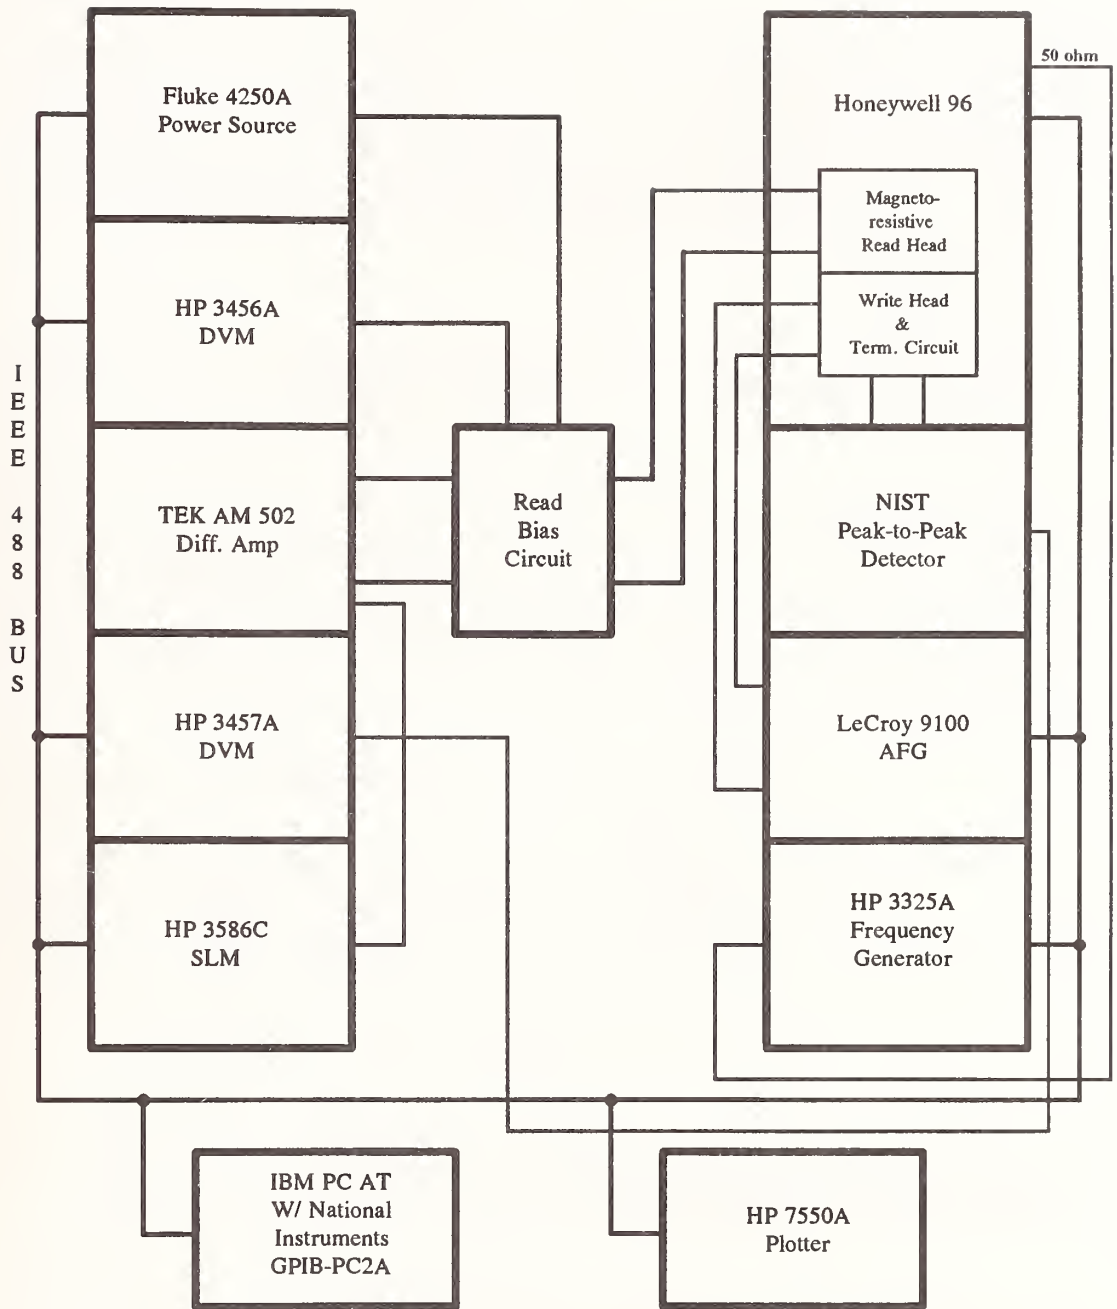 Fluke 4250A
Power Source
HP 3456A
DVM
TEK AM 502
Diff. Amp
HP 3457A
DVM
HP 3586C
SLM
I
E
E
E
4
8
8
B
U
S
Read
Bias
Circuit
50 ohm
Honeywell 96
Magneto-
resistive
Read Head
Write Head
&
Term. Circuit
NIST
Peak-to-Peak
Detector
LeCroy 9100
AFG
HP 3325A
Frequency
Generator
IBM PC AT
W/ National
Instruments
GPIB-PC2A
HP 7550A
Plotter